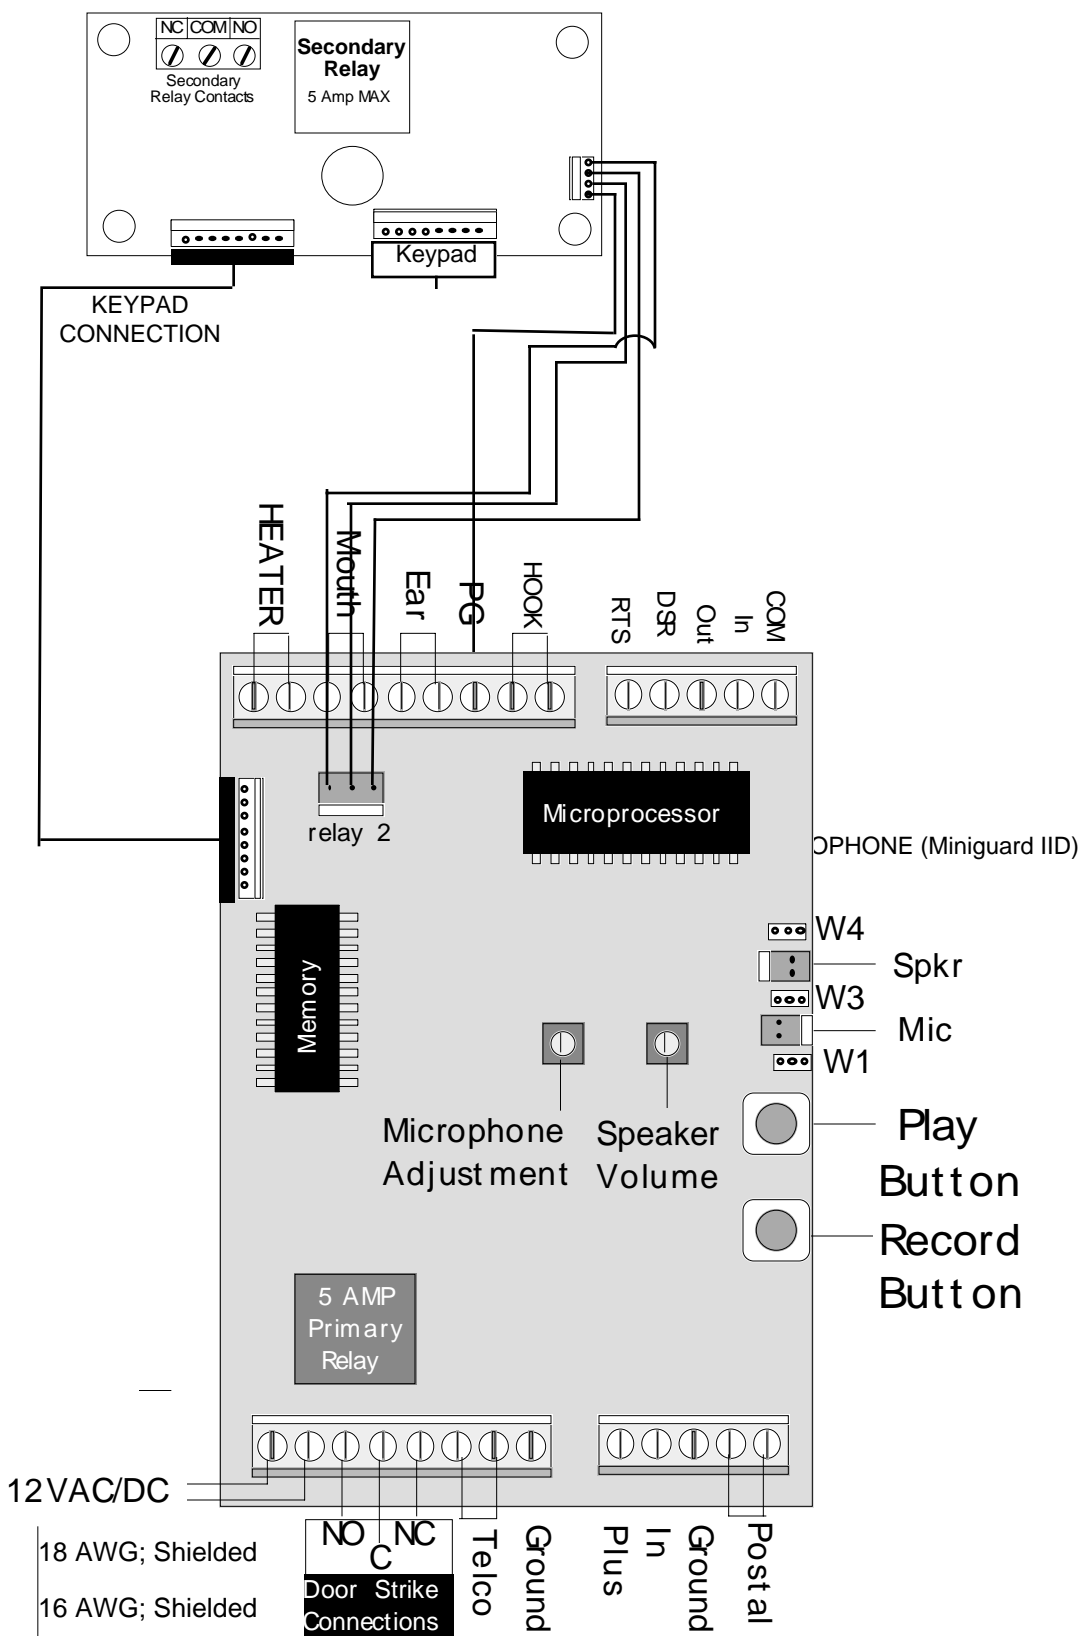 NC COM NO
Secondary
Relay Contacts
Secondary
Relay
5 Amp MAX
Keypad
KEYPAD
CONNECTION
HEATER
Mouth
Ear
PG
HOOK
RTS
DSR
Out
In
COM
relay 2
Microprocessor
OPHONE (Miniguard IID)
Memory
W4
Spkr
W3
Mic
W1
Microphone
Adjustment
Speaker
Volume
Play
Button
Record
Button
5 AMP
Primary
Relay
12VAC/DC
18 AWG; Shielded
16 AWG; Shielded
NO
C
NC
Door Strike
Connections
Telco
Ground
Plus
In
Ground
Postal